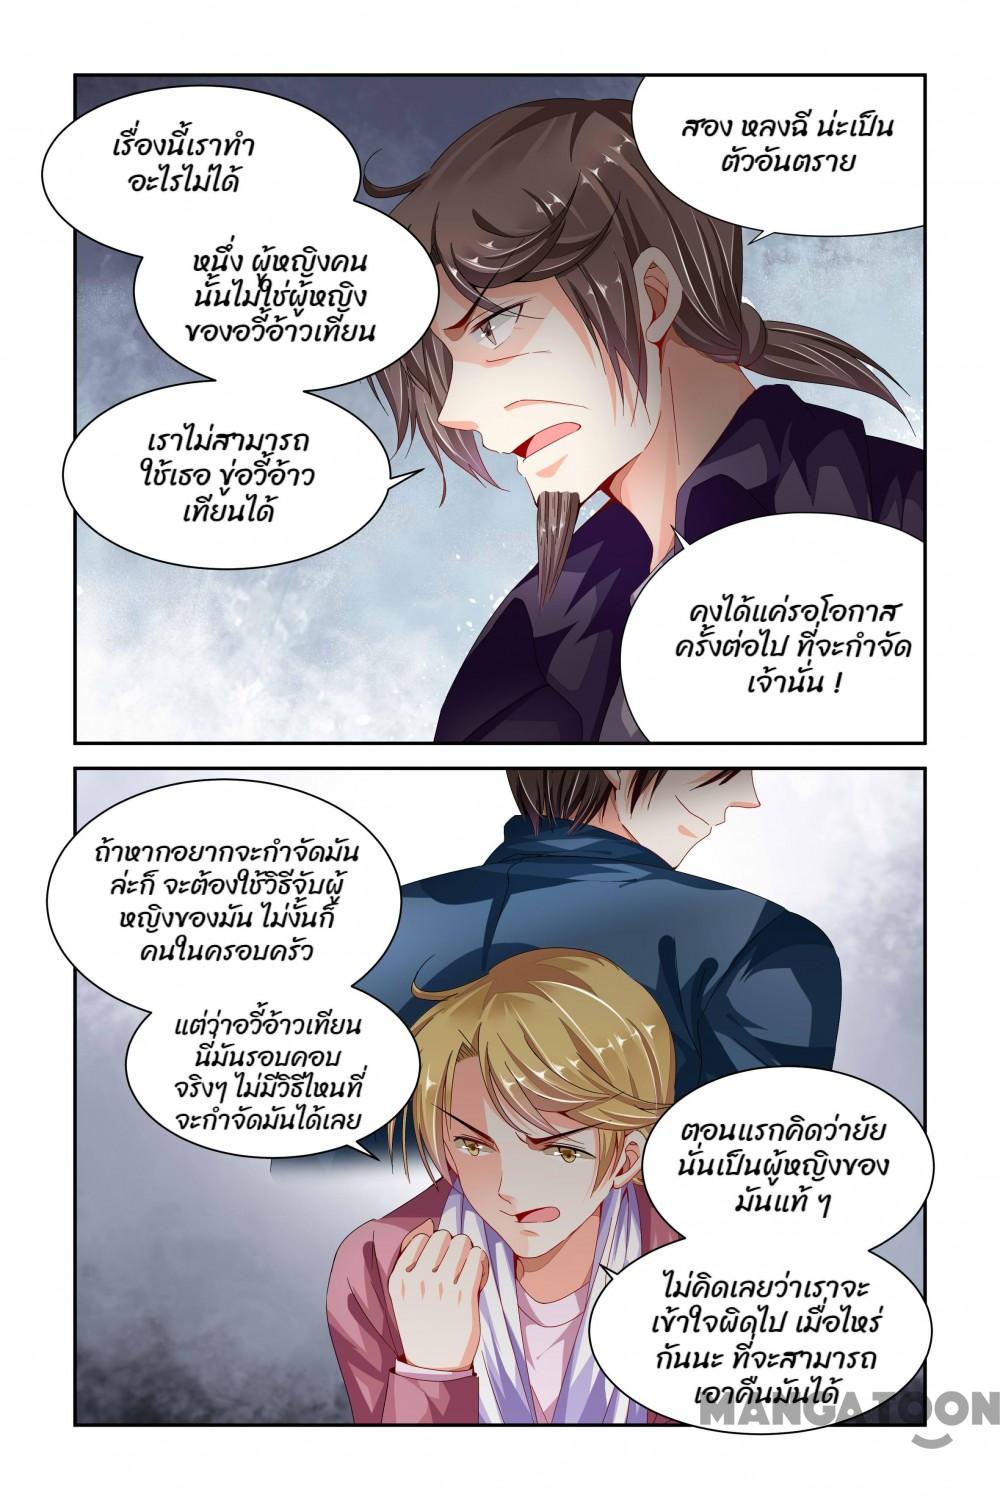 เรื่องนี้เราทำ
อะไรไม่ได้
หนึ่ง ผู้หญิงคน
นั้นไม่ใช่ผู้หญิง
ของอวี้อ้าวเทียน
เราไม่สามารถ
ใช้เธอ ขู่อวี้อ้าว
เทียนได้
สอง หลงฉี น่ะเป็น
ตัวอันตราย
คงได้แค่รอโอกาส
ครั้งต่อไป ที่จะกำจัด
เจ้านั่น !
ถ้าหากอยากจะกำจัดมัน
ล่ะก็ จะต้องใช้วิธีจับผู้
หญิงของมัน ไม่งั้นก็
คนในครอบครัว
แต่ว่าอวี้อ้าวเทียน
นี่มันรอบคอบ
จริงๆ ไม่มีวิธีไหนที่
จะกำจัดมันได้เลย
ตอนแรกคิดว่ายัย
นั่นเป็นผู้หญิงของ
มันแท้ ๆ
ไม่คิดเลยว่าเราจะ
เข้าใจผิดไป เมื่อไหร่
กันนะ ที่จะสามารถ
เอาคืนมันได้
MANGATOON